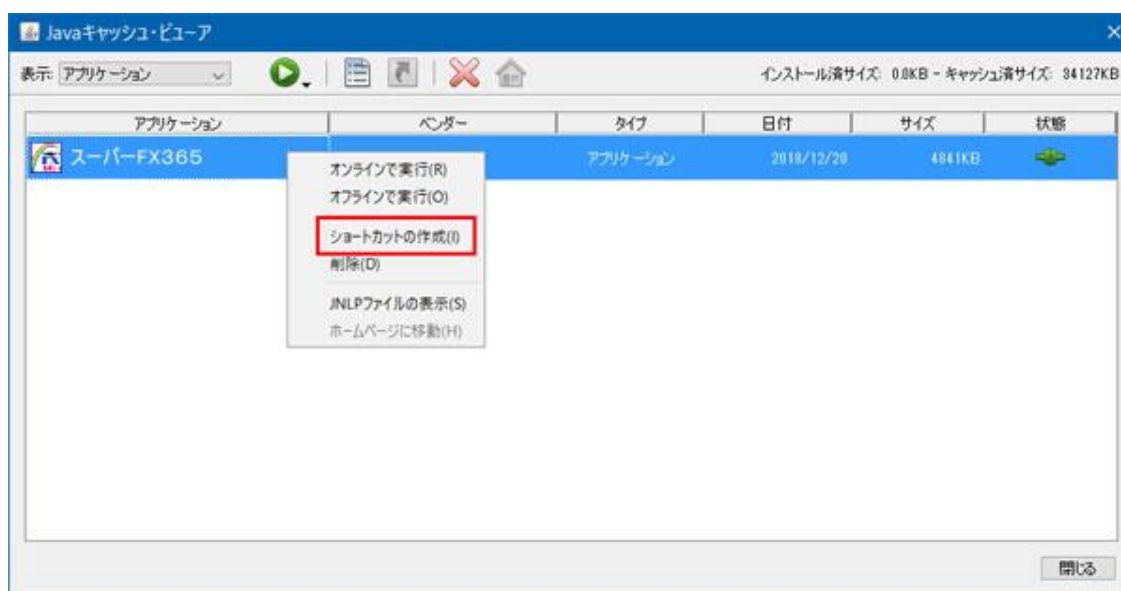 Javaキャッシュ・ビューア
表示: アプリケーション インストール済サイズ: 0.0KB - キャッシュ済サイズ: 34127KB
アプリケーション ベンダー タイプ 日付 サイズ 状態
スーパーFX365 アプリケーション 2018/12/20 4841KB
オンラインで実行(R)
オフラインで実行(O)
ショートカットの作成(I)
削除(D)
JNLPファイルの表示(S)
ホームページに移動(H)
閉じる